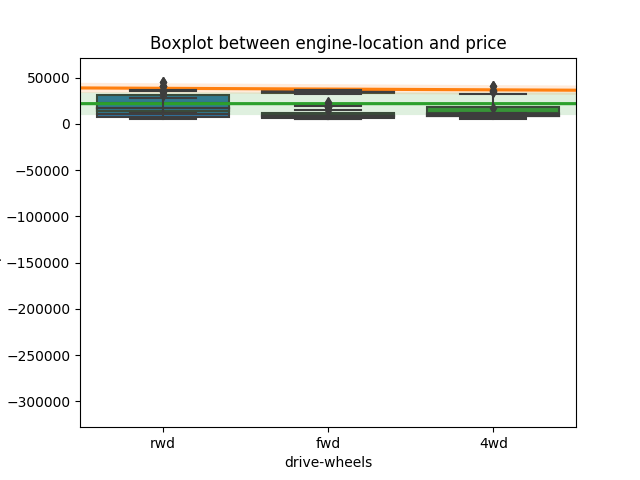 Boxplot between engine-location and price
50000
0
−50000
−100000
−150000
−200000
−250000
−300000
rwd
fwd
4wd
drive-wheels